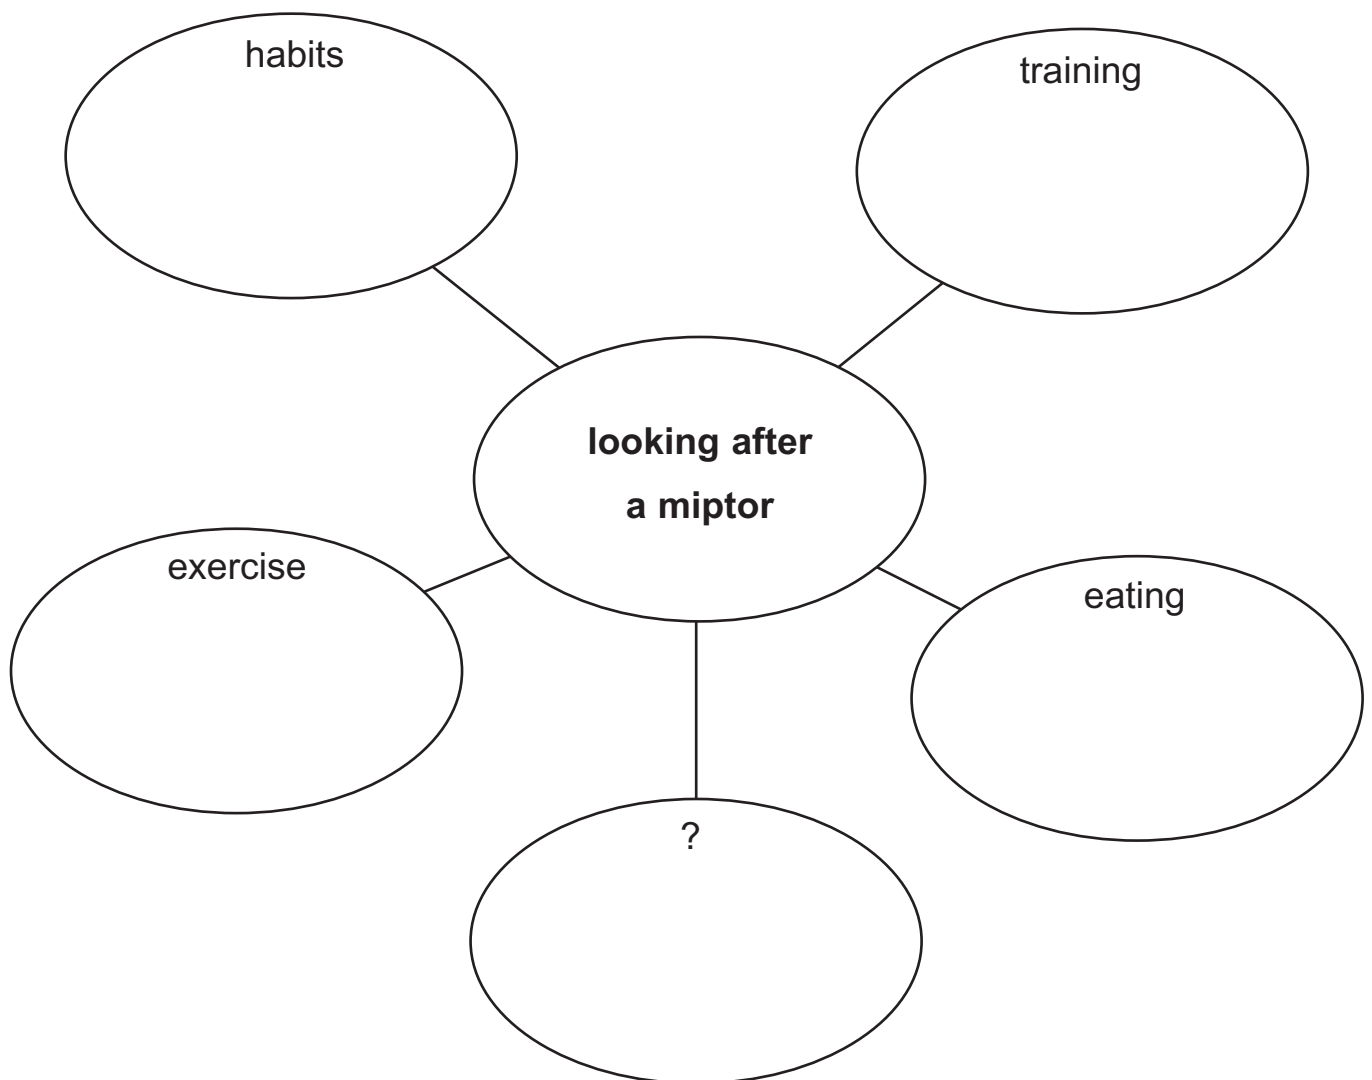 habits
training
looking after
a miptor
exercise
eating
?